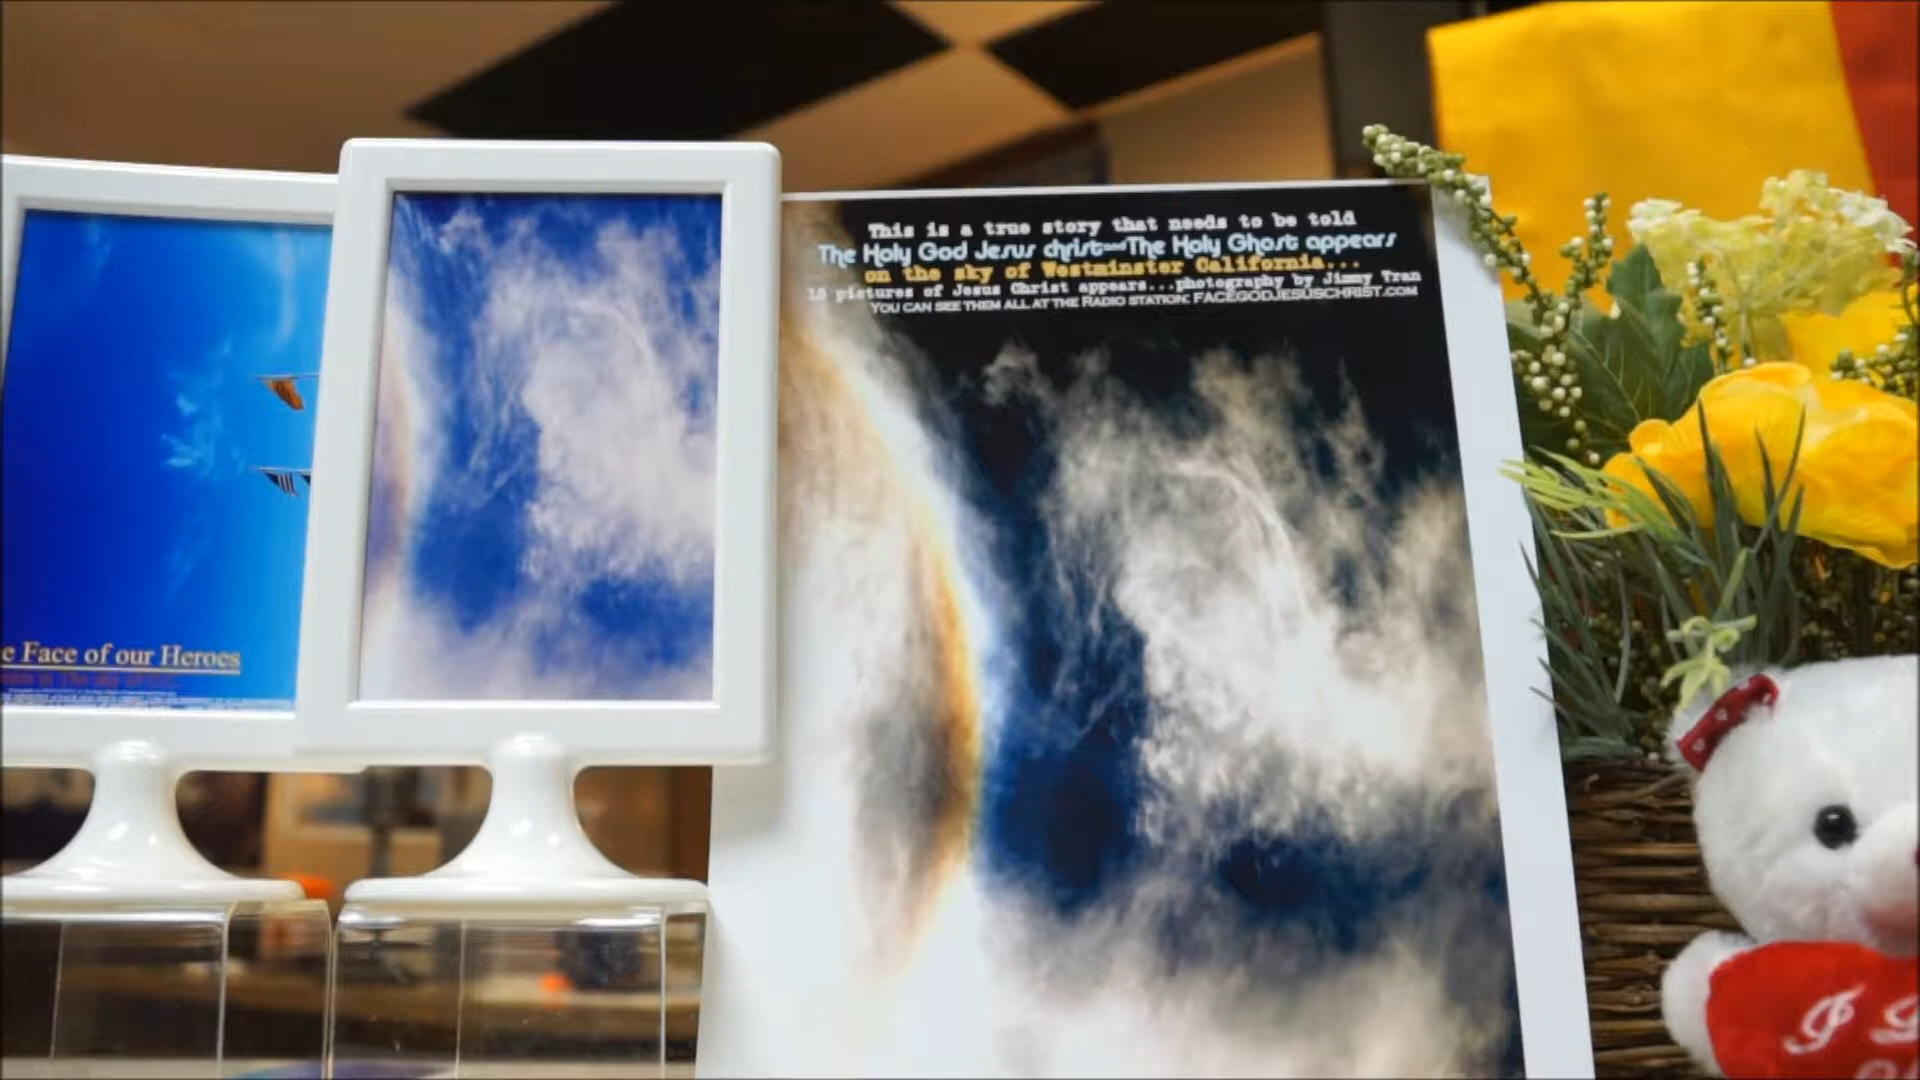 This is a true story that needs to be told
The Holy God Jesus christ and The Holy Ghost appears
on the sky of Westminster California...
15 pictures of Jesus Christ appears...photography by Jimmy Tran
YOU CAN SEE THEM ALL AT THE RADIO STATION: FACEGODJESUSCHRIST.COM
e Face of our Heroes
I